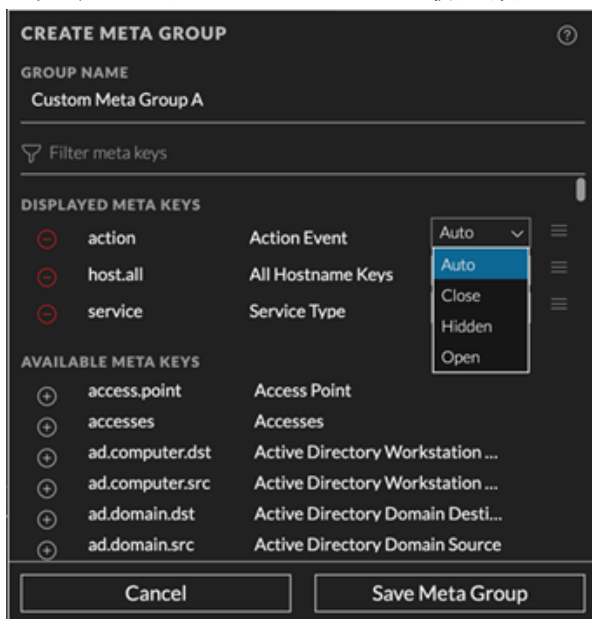 CREATE META GROUP
GROUP NAME
Custom Meta Group A
Filter meta keys
DISPLAYED META KEYS
action Action Event Auto
host.all All Hostname Keys Auto
service Service Type Close
Hidden
Open
AVAILABLE META KEYS
access.point Access Point
accesses Accesses
ad.computer.dst Active Directory Workstation ...
ad.computer.src Active Directory Workstation ...
ad.domain.dst Active Directory Domain Desti...
ad.domain.src Active Directory Domain Source
Cancel Save Meta Group